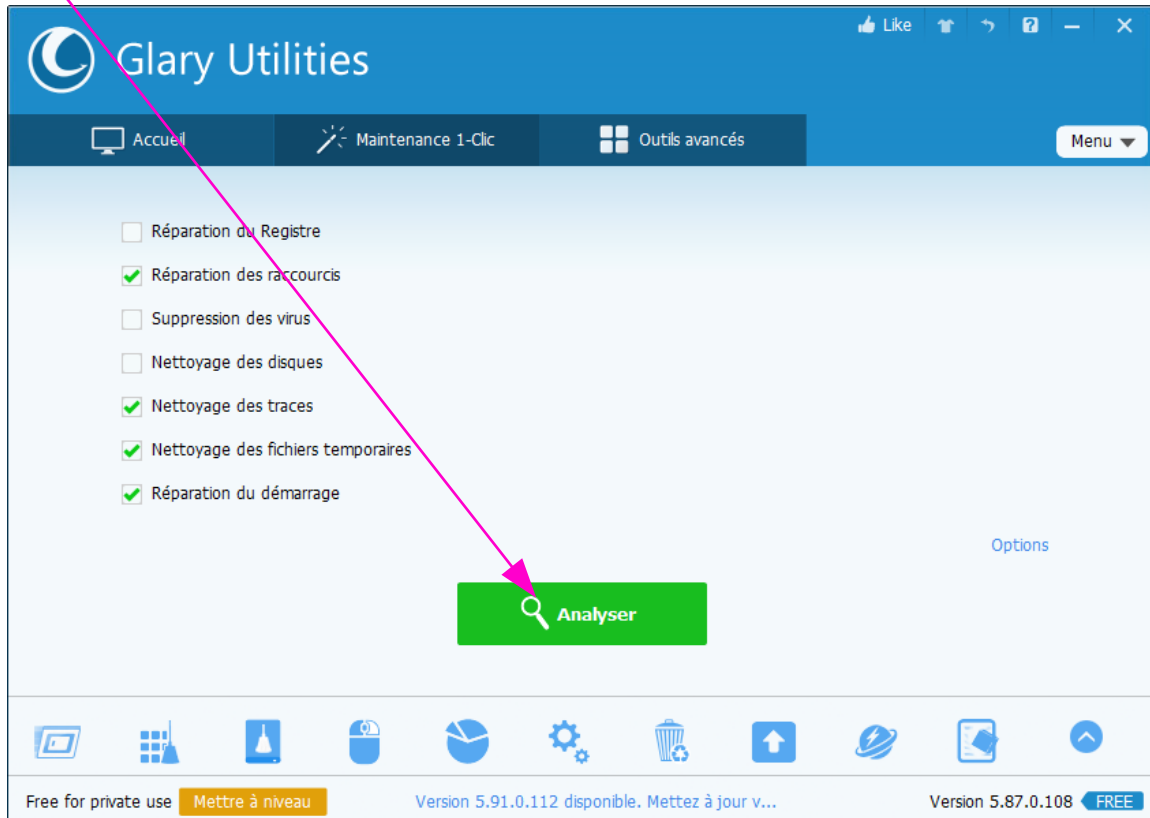 Like
Glary Utilities
Accueil Maintenance 1-Clic Outils avancés Menu
Réparation du Registre
Réparation des raccourcis
Suppression des virus
Nettoyage des disques
Nettoyage des traces
Nettoyage des fichiers temporaires
Réparation du démarrage
Options
Analyser
Free for private use Mettre à niveau Version 5.91.0.112 disponible. Mettez à jour v... Version 5.87.0.108 FREE